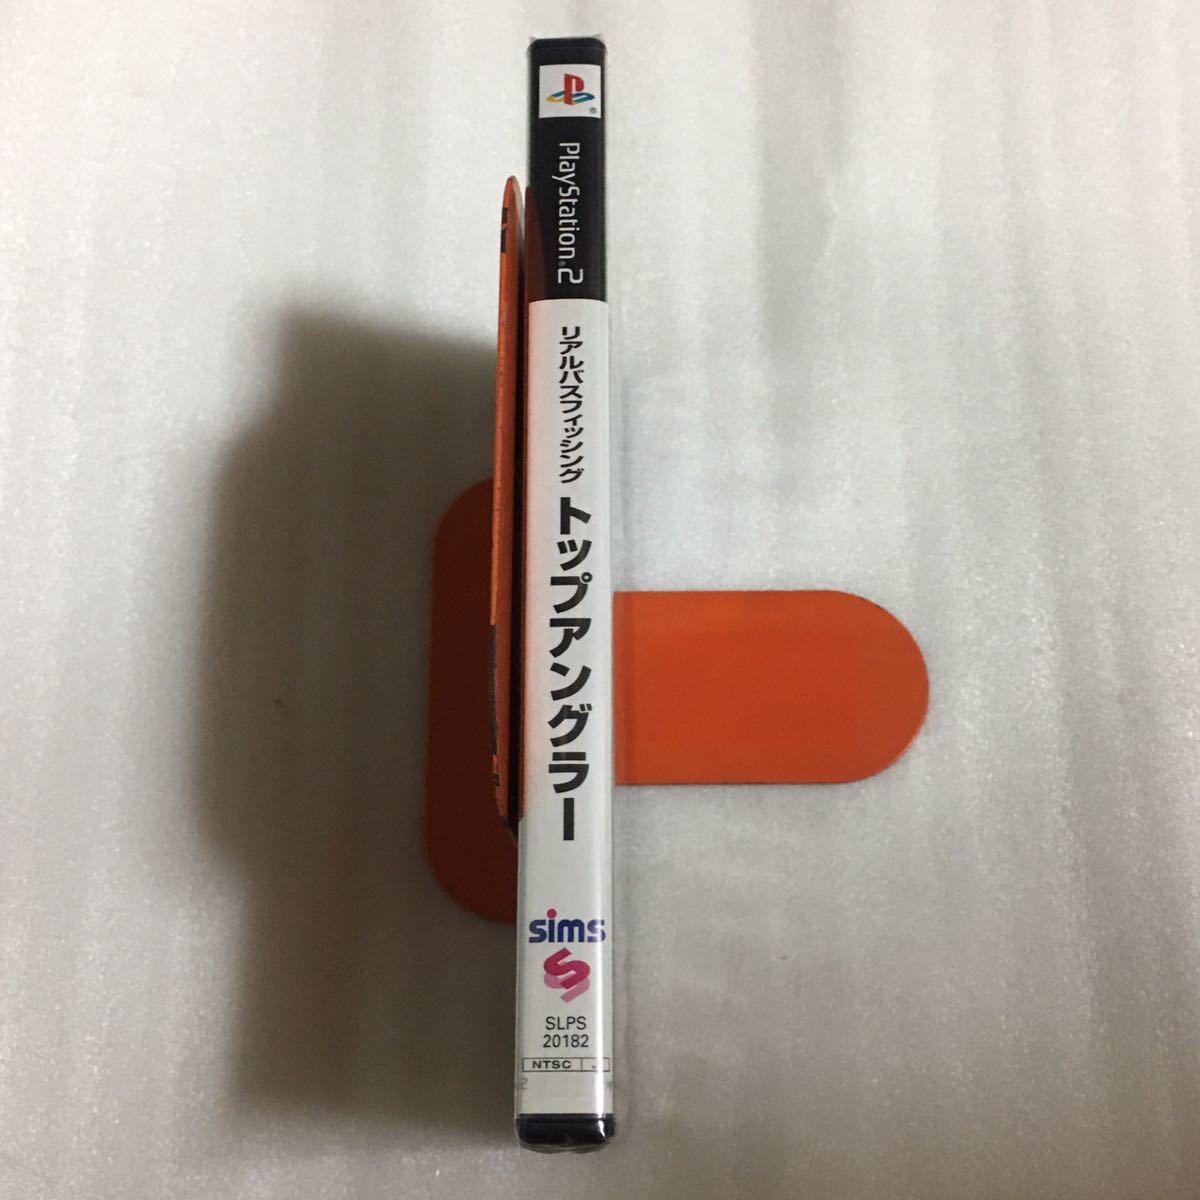 PlayStation®2
リアルバスフィッシング
トップアングラー
sims
SLPS
20182
NTSC J